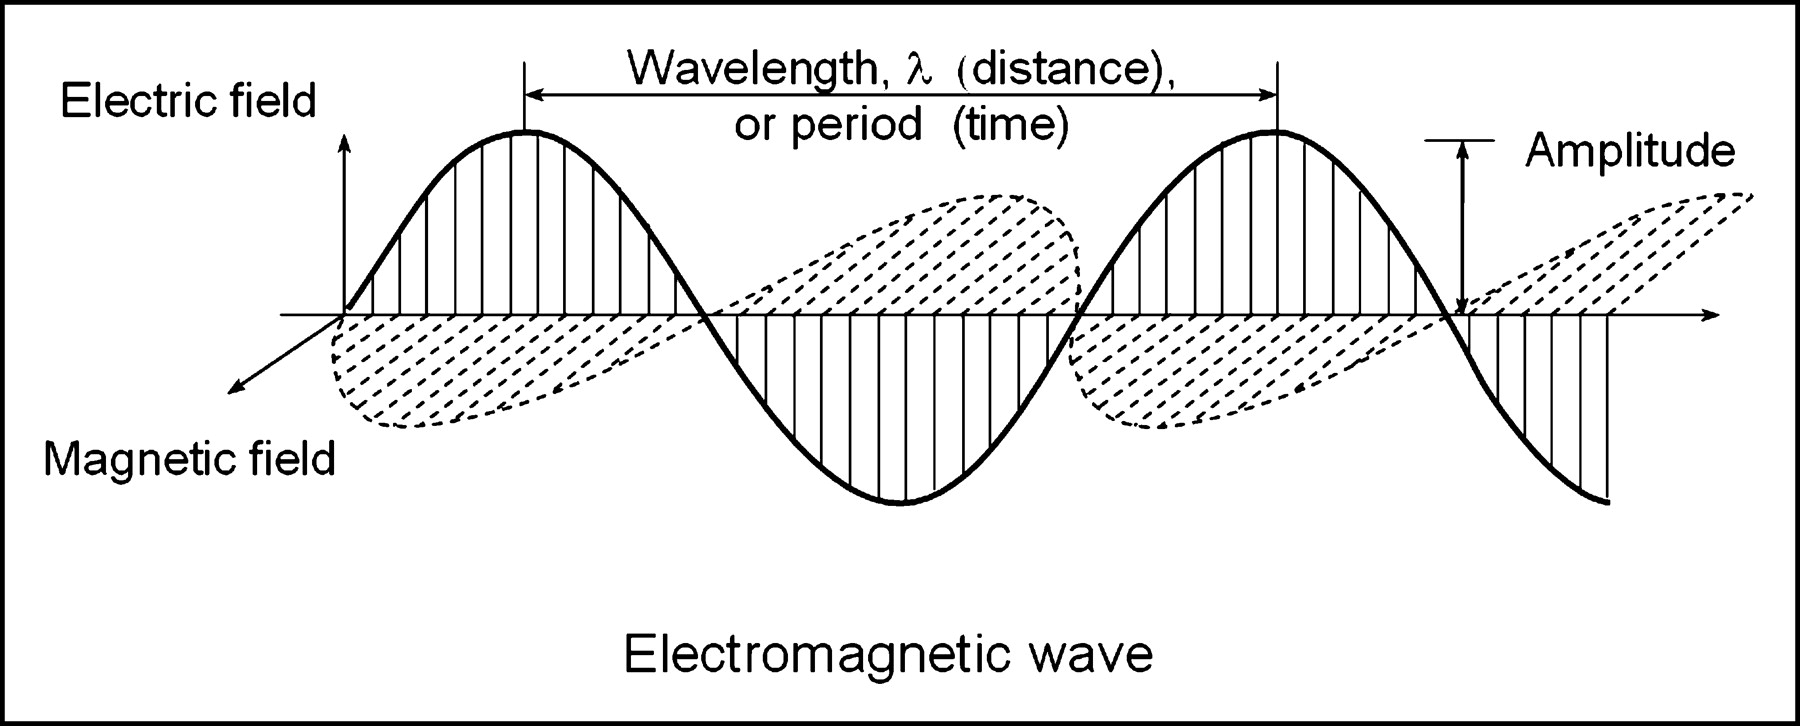 Electric field
Wavelength, λ (distance),
or period (time)
Amplitude
Magnetic field
Electromagnetic wave